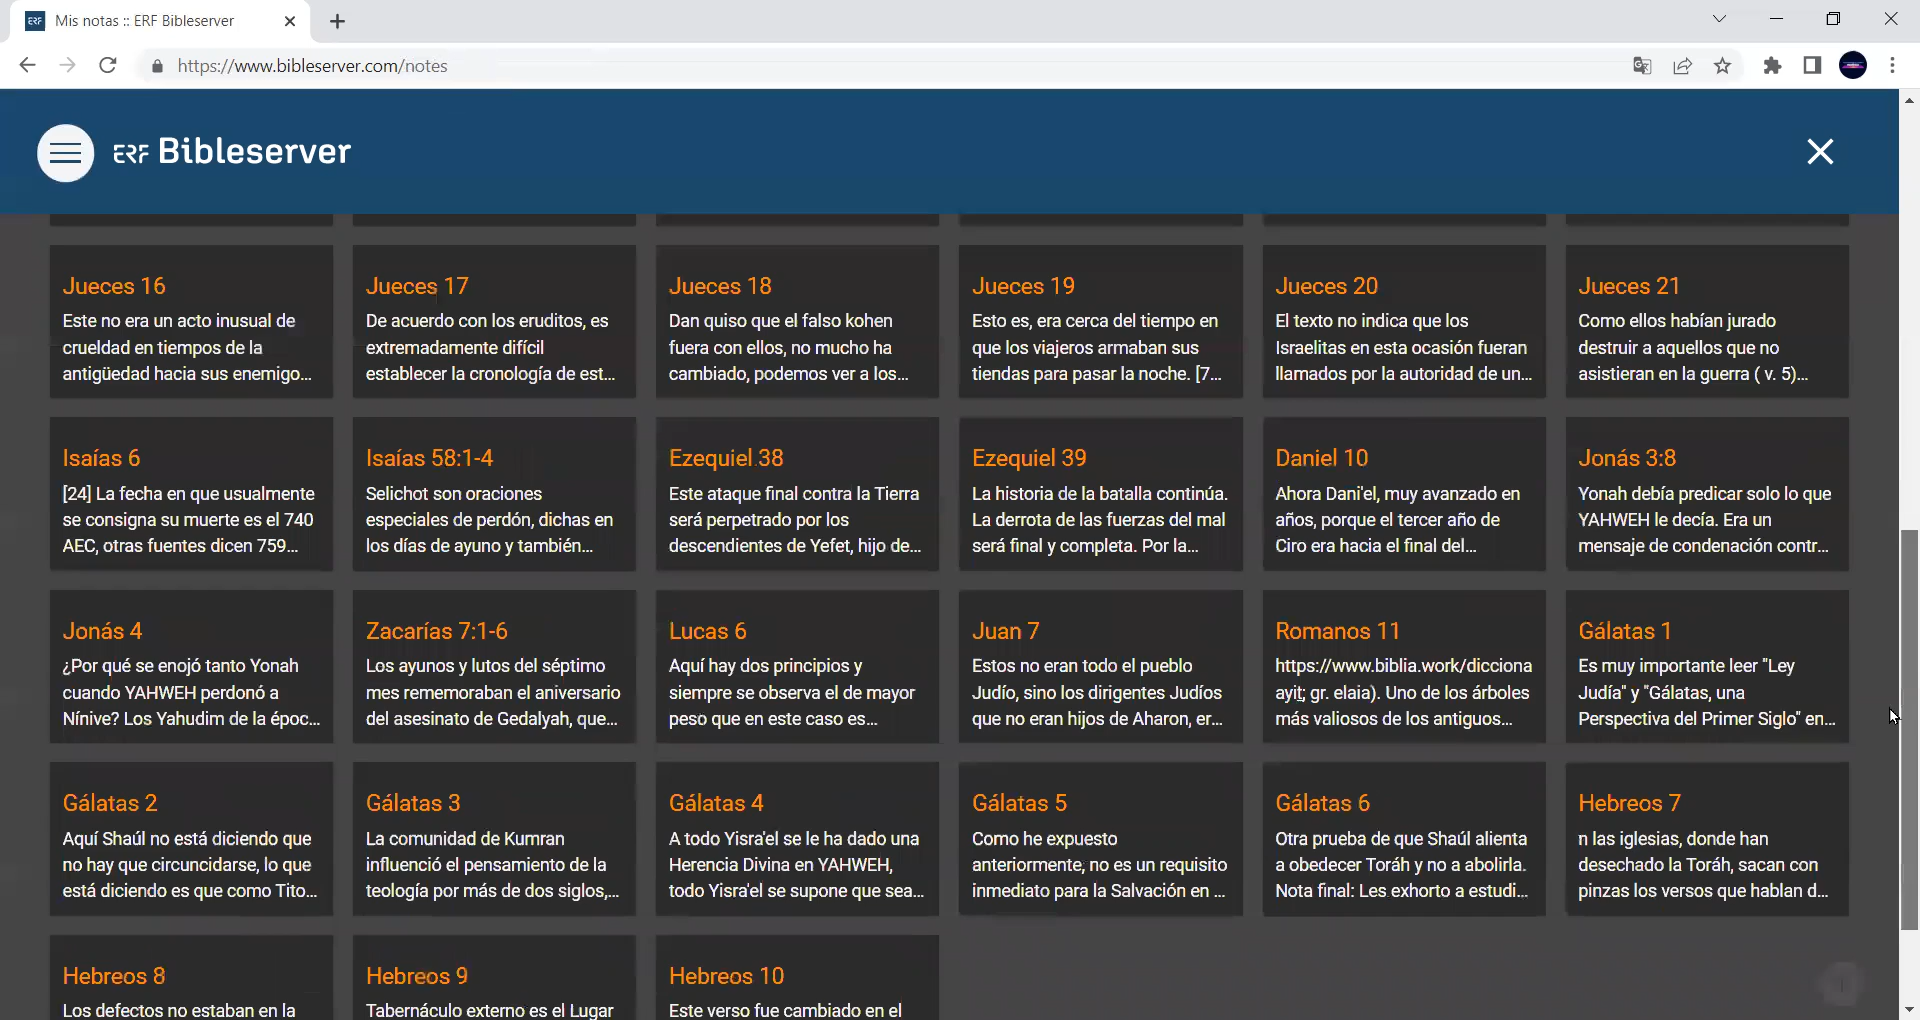 Mis notas :: ERF Bibleserver
https://www.bibleserver.com/notes
ERF Bibleserver
Jueces 16
Este no era un acto inusual de
crueldad en tiempos de la
antigüedad hacia sus enemigo...
Jueces 17
De acuerdo con los eruditos, es
extremadamente difícil
establecer la cronología de est...
Jueces 18
Dan quiso que el falso kohen
fuera con ellos, no mucho ha
cambiado, podemos ver a los...
Jueces 19
Esto es, era cerca del tiempo en
que los viajeros armaban sus
tiendas para pasar la noche. [7...
Jueces 20
El texto no indica que los
Israelitas en esta ocasión fueran
llamados por la autoridad de un...
Jueces 21
Como ellos habían jurado
destruir a aquellos que no
asistieran en la guerra ( v. 5)...
Isaías 6
[24] La fecha en que usualmente
se consigna su muerte es el 740
AEC, otras fuentes dicen 759...
Isaías 58:1-4
Selichot son oraciones
especiales de perdón, dichas en
los días de ayuno y también...
Ezequiel 38
Este ataque final contra la Tierra
será perpetrado por los
descendientes de Yefet, hijo de...
Ezequiel 39
La historia de la batalla continúa.
La derrota de las fuerzas del mal
será final y completa. Por la...
Daniel 10
Ahora Dani'el, muy avanzado en
años, porque el tercer año de
Ciro era hacia el final del...
Jonás 3:8
Yonah debía predicar solo lo que
YAHWEH le decía. Era un
mensaje de condenación contr...
Jonás 4
¿Por qué se enojó tanto Yonah
cuando YAHWEH perdonó a
Nínive? Los Yahudim de la époc...
Zacarías 7:1-6
Los ayunos y lutos del séptimo
mes rememoraban el aniversario
del asesinato de Gedalyah, que...
Lucas 6
Aquí hay dos principios y
siempre se observa el de mayor
peso que en este caso es...
Juan 7
Estos no eran todo el pueblo
Judío, sino los dirigentes Judíos
que no eran hijos de Aharon, er...
Romanos 11
https://www.biblia.work/dicciona
ayit; gr. elaia). Uno de los árboles
más valiosos de los antiguos...
Gálatas 1
Es muy importante leer "Ley
Judía" y "Gálatas, una
Perspectiva del Primer Siglo" en...
Gálatas 2
Aquí Shaúl no está diciendo que
no hay que circuncidarse, lo que
está diciendo es que como Tito...
Gálatas 3
La comunidad de Kumran
influenció el pensamiento de la
teología por más de dos siglos,...
Gálatas 4
A todo Yisra'el se le ha dado una
Herencia Divina en YAHWEH,
todo Yisra'el se supone que sea...
Gálatas 5
Como he expuesto
anteriormente, no es un requisito
inmediato para la Salvación en ...
Gálatas 6
Otra prueba de que Shaúl alienta
a obedecer Toráh y no a abolirla.
Nota final: Les exhorto a estudi...
Hebreos 7
n las iglesias, donde han
desechado la Toráh, sacan con
pinzas los versos que hablan d...
Hebreos 8
Los defectos no estaban en la
Hebreos 9
Tabernáculo externo es el Lugar
Hebreos 10
Este verso fue cambiado en el